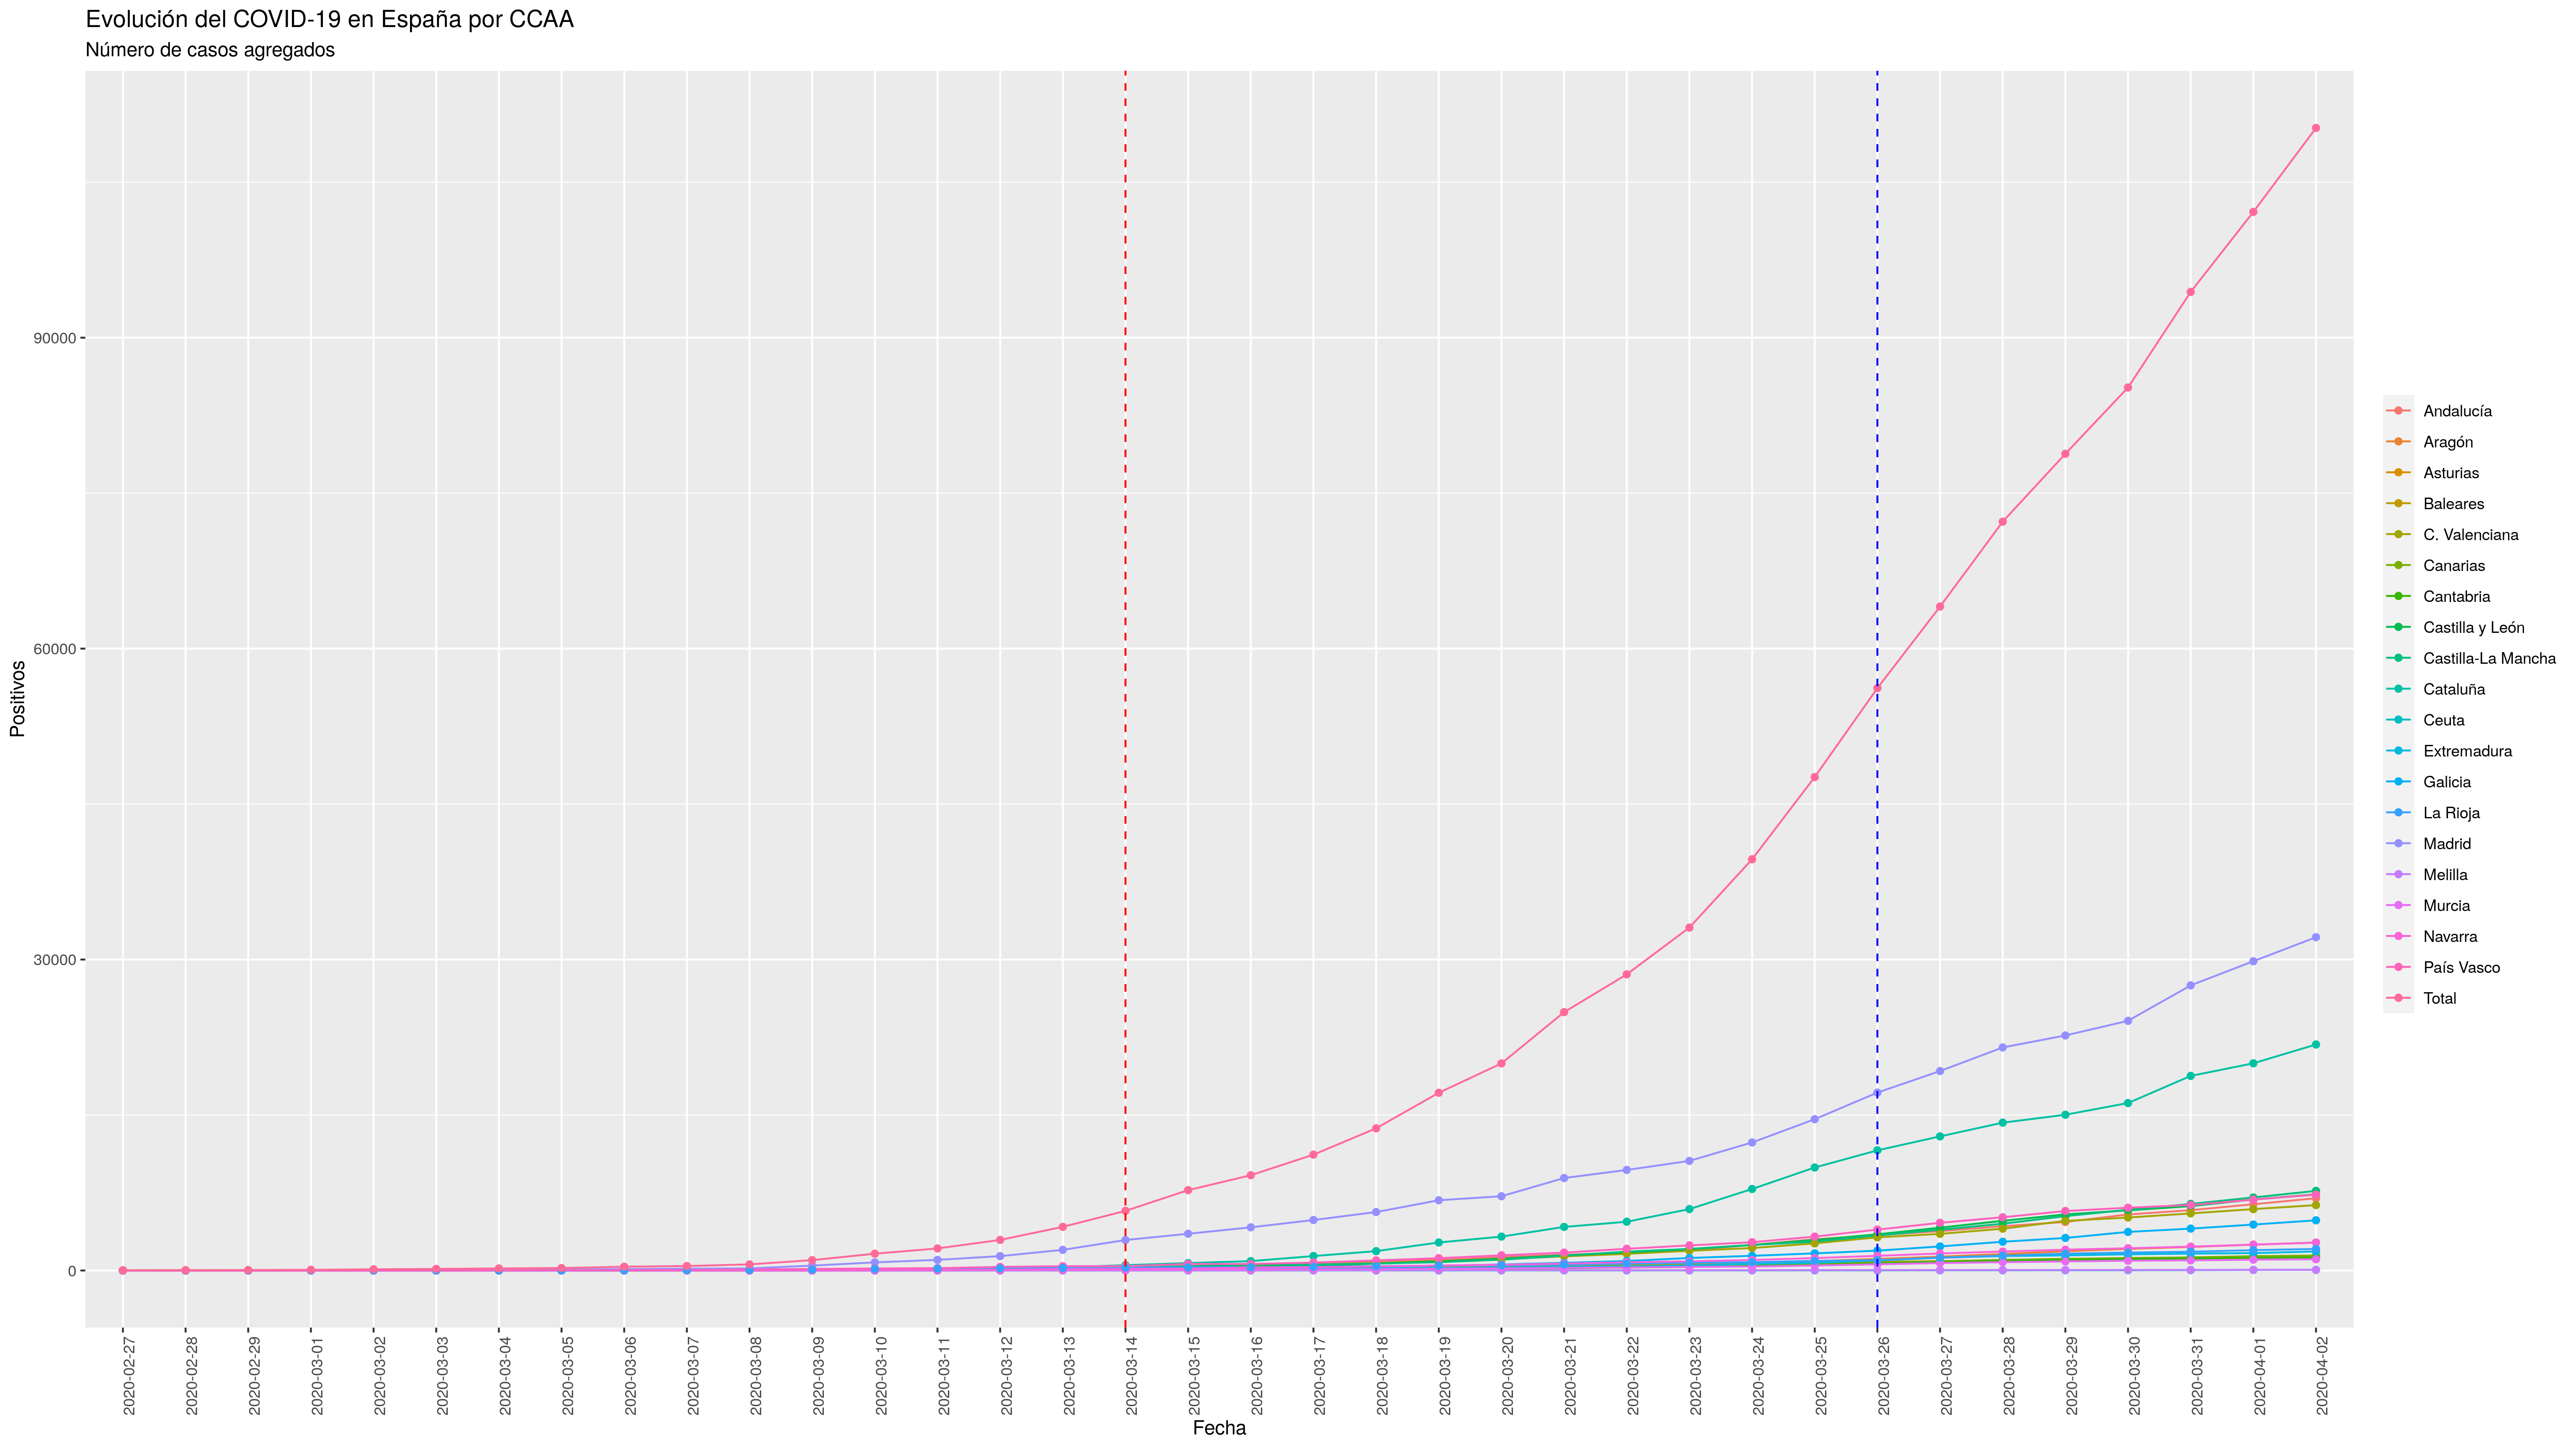 Evolución del COVID-19 en España por CCAA
Número de casos agregados
Positivos
90000
60000
30000
0
2020-02-27
2020-02-28
2020-02-29
2020-03-01
2020-03-02
2020-03-03
2020-03-04
2020-03-05
2020-03-06
2020-03-07
2020-03-08
2020-03-09
2020-03-10
2020-03-11
2020-03-12
2020-03-13
2020-03-14
2020-03-15
2020-03-16
2020-03-17
2020-03-18
2020-03-19
2020-03-20
2020-03-21
2020-03-22
2020-03-23
2020-03-24
2020-03-25
2020-03-26
2020-03-27
2020-03-28
2020-03-29
2020-03-30
2020-03-31
2020-04-01
2020-04-02
Fecha
Andalucía
Aragón
Asturias
Baleares
C. Valenciana
Canarias
Cantabria
Castilla y León
Castilla-La Mancha
Cataluña
Ceuta
Extremadura
Galicia
La Rioja
Madrid
Melilla
Murcia
Navarra
País Vasco
Total